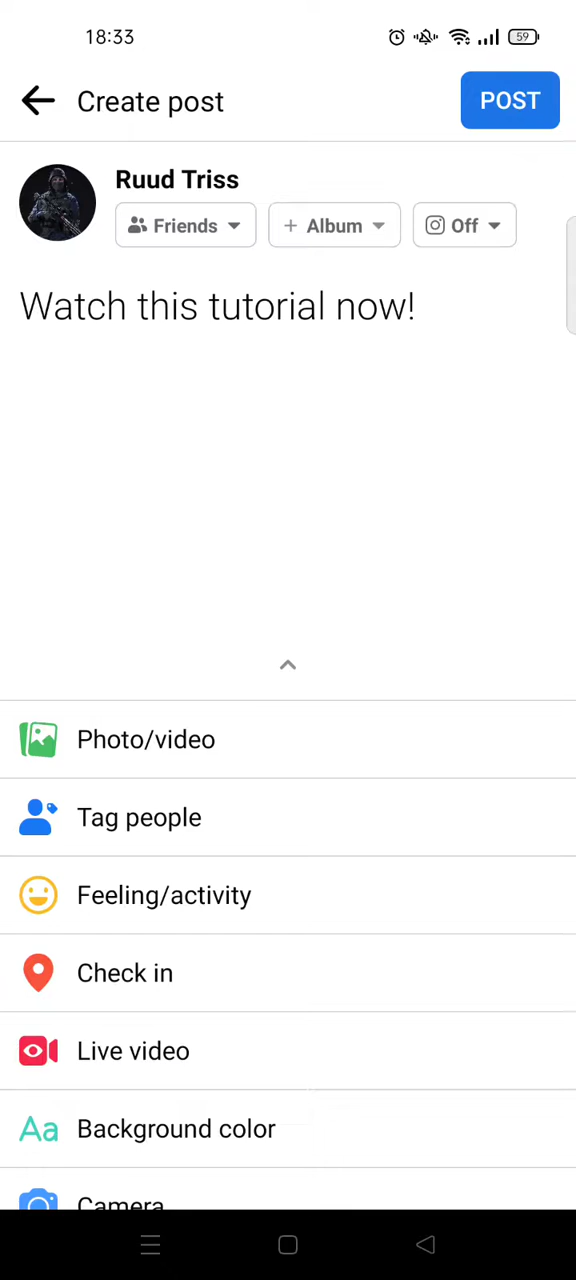 18:33
59
Create post
POST
Ruud Triss
Friends
+ Album
Off
Watch this tutorial now!
Photo/video
Tag people
Feeling/activity
Check in
Live video
Aa
Background color
Camera